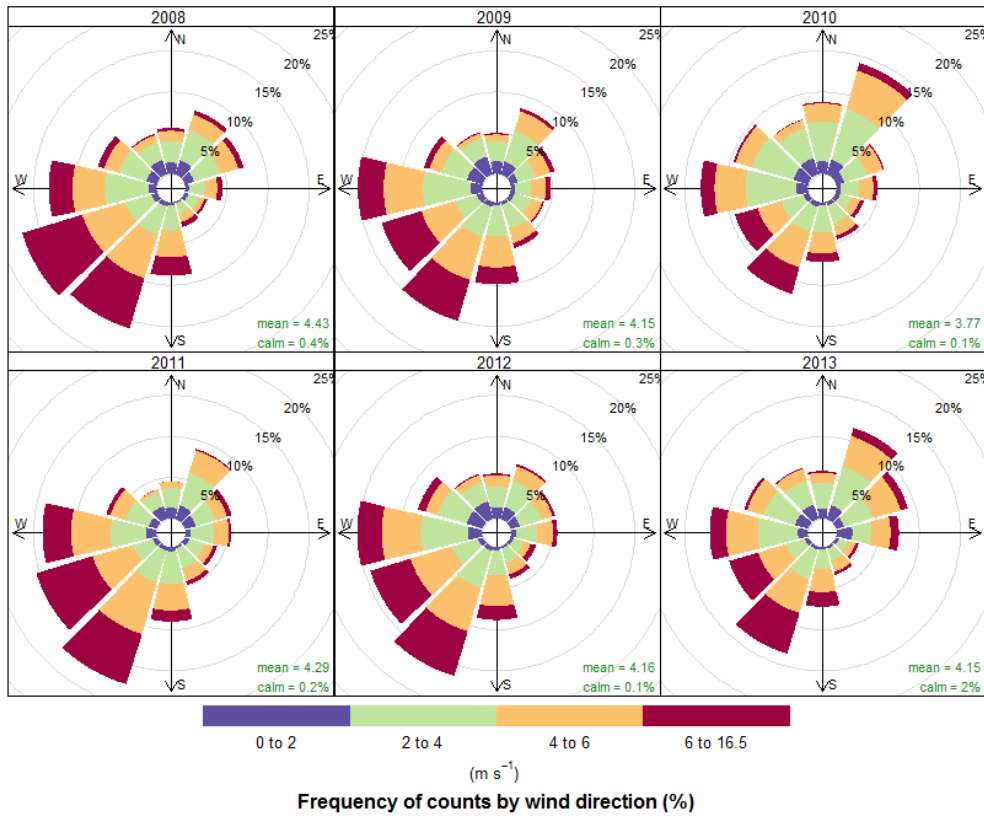 2008
25%
20%
15%
10%
5%
N
W
E
S
mean = 4.43
calm = 0.4%
2009
25%
20%
15%
10%
5%
N
W
E
S
mean = 4.15
calm = 0.3%
2010
25%
20%
15%
10%
5%
N
W
E
S
mean = 3.77
calm = 0.1%
2011
25%
20%
15%
10%
5%
N
W
E
S
mean = 4.29
calm = 0.2%
2012
25%
20%
15%
10%
5%
N
W
E
S
mean = 4.16
calm = 0.1%
2013
25%
20%
15%
10%
5%
N
W
E
S
mean = 4.15
calm = 2%
0 to 2 2 to 4 4 to 6 6 to 16.5
(m s⁻¹)
Frequency of counts by wind direction (%)